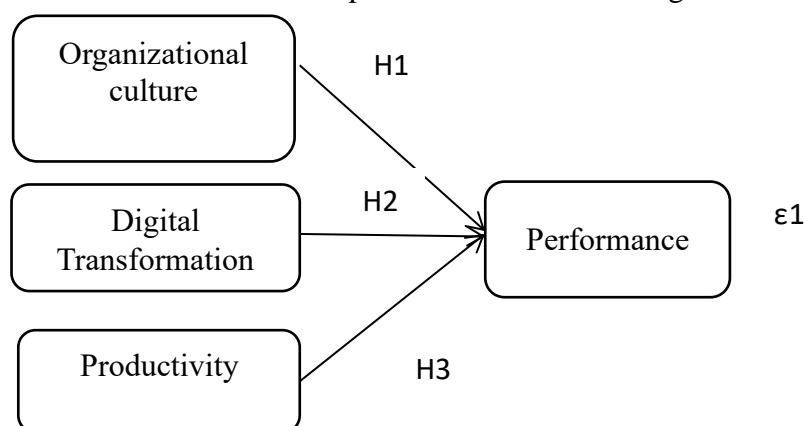 Organizational
culture
H1
H2
Digital
Transformation
Performance
ε1
Productivity
H3